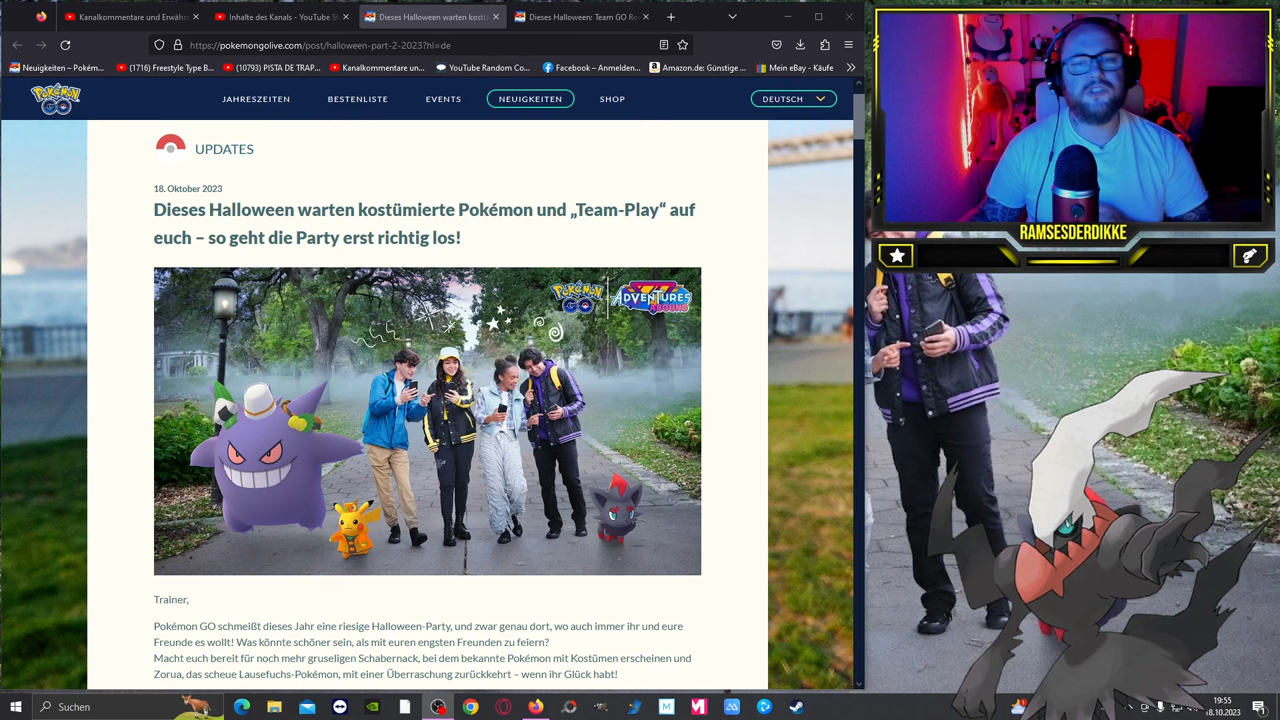 Kanalkommentare und Erwähn
Inhalte des Kanals - YouTube St
Dieses Halloween warten kostü
Dieses Halloween: Team GO Ro
https://pokemongolive.com/post/halloween-part-2-2023?hl=de
Neuigkeiten – Pokém...
(1716) Freestyle Type B...
(10793) PISTA DE TRAP...
Kanalkommentare un...
YouTube Random Co...
Facebook – Anmelden...
Amazon.de: Günstige ...
Mein eBay - Käufe
POKÉMON GO
JAHRESZEITEN
BESTENLISTE
EVENTS
NEUIGKEITEN
SHOP
DEUTSCH
UPDATES
18. Oktober 2023
Dieses Halloween warten kostümierte Pokémon und „Team-Play“ auf
euch – so geht die Party erst richtig los!
POKÉMON GO
ADVENTURES
ABOUND
Trainer,
Pokémon GO schmeißt dieses Jahr eine riesige Halloween-Party, und zwar genau dort, wo auch immer ihr und eure
Freunde es wollt! Was könnte schöner sein, als mit euren engsten Freunden zu feiern?
Macht euch bereit für noch mehr gruseligen Schabernack, bei dem bekannte Pokémon mit Kostümen erscheinen und
Zorua, das scheue Lausefuchs-Pokémon, mit einer Überraschung zurückkehrt – wenn ihr Glück habt!
RAMSESDERDIKKE
Suchen
19:55
18.10.2023